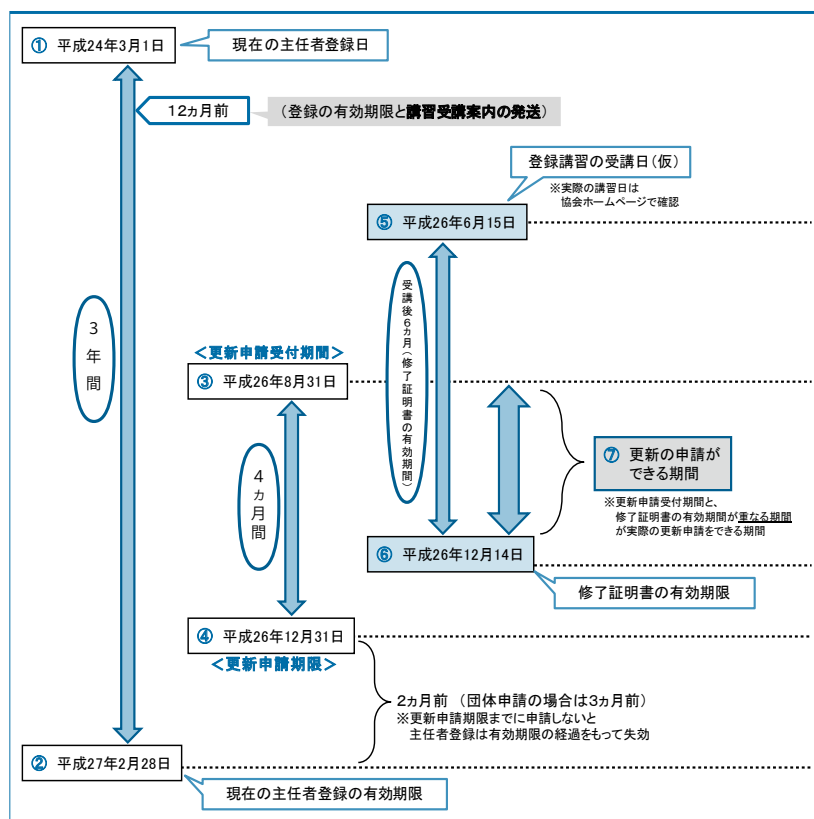 ① 平成24年3月1日
現在の主任者登録日
12ヵ月前
(登録の有効期限と講習受講案内の発送)
登録講習の受講日(仮)
※実際の講習日は
協会ホームページで確認
⑤ 平成26年6月15日
受講後6ヵ月(修了証明書の有効期間)
3年間
<更新申請受付期間>
③ 平成26年8月31日
4ヵ月間
⑦ 更新の申請が
できる期間
※更新申請受付期間と、
修了証明書の有効期間が重なる期間
が実際の更新申請をできる期間
⑥ 平成26年12月14日
修了証明書の有効期限
④ 平成26年12月31日
<更新申請期限>
2ヵ月前 (団体申請の場合は3ヵ月前)
※更新申請期限までに申請しないと
主任者登録は有効期限の経過をもって失効
② 平成27年2月28日
現在の主任者登録の有効期限